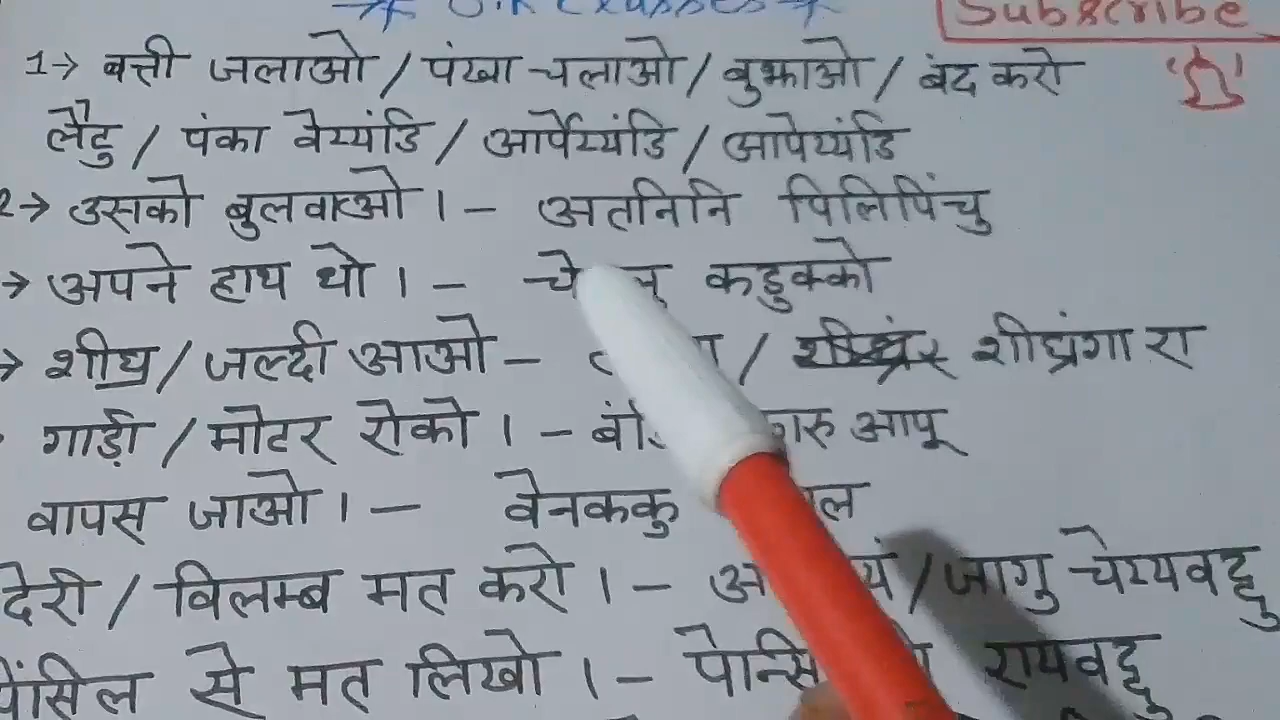 Subscribe
1→ बत्ती जलाओ / पंखा चलाओ / बुझाओ / बंद करो
लैटु / पंका वेय्यंडि / आर्पेय्यंडि / आपेय्यंडि
2→ उसको बुलवाओ । – अतनिनि पिलिपिंचु
→ अपने हाथ धो । – कडुक्को
→ शीघ्र / जल्दी आओ – / शीघ्रंगा रा
गाड़ी / मोटर रोको । – आपू
वापस जाओ । – वेनककु
देरी / विलम्ब मत करो । – / जागु चेय्यवद्दु
पेंसिल से मत लिखो । – रायवद्दु